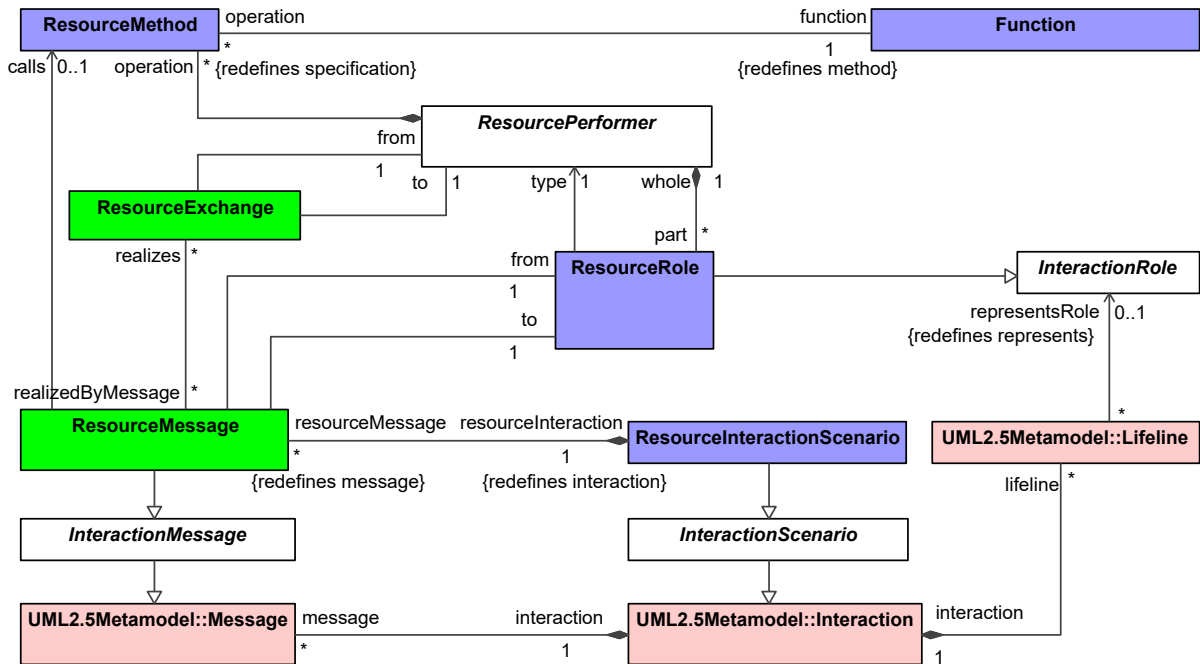 operation
function
ResourceMethod
Function
*
1
calls
0..1
operation
*
{redefines specification}
{redefines method}
ResourcePerformer
from
1
to
1
type
1
whole
1
ResourceExchange
realizes
*
part
*
from
ResourceRole
InteractionRole
1
representsRole
0..1
to
{redefines represents}
1
realizedByMessage
*
ResourceMessage
resourceMessage
resourceInteraction
ResourceInteractionScenario
*
UML2.5Metamodel::Lifeline
*
1
{redefines message}
{redefines interaction}
lifeline
*
InteractionMessage
InteractionScenario
UML2.5Metamodel::Message
message
interaction
UML2.5Metamodel::Interaction
interaction
*
1
1